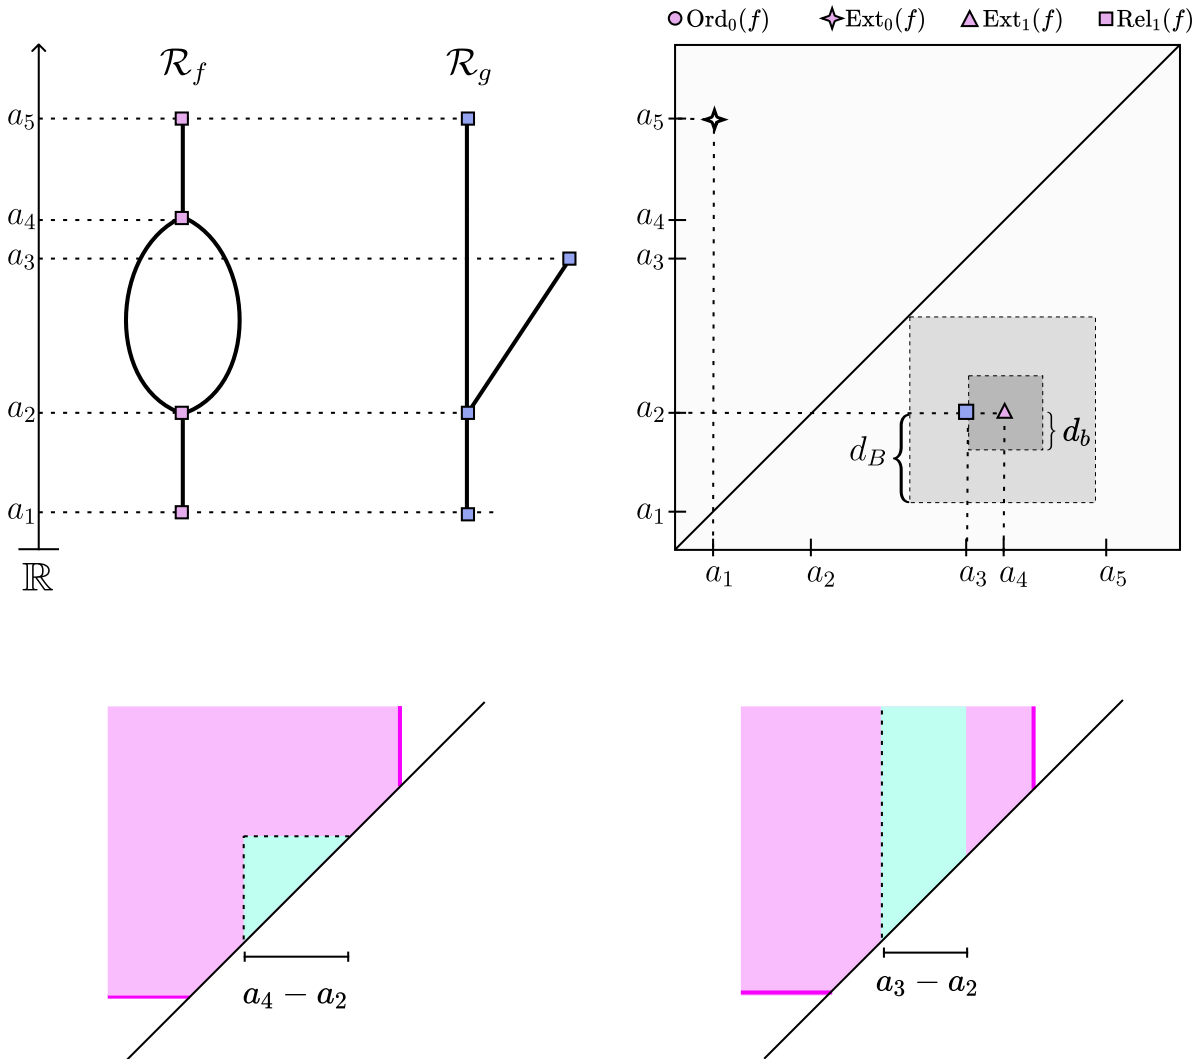 Ord₀(f) Ext₀(f) Ext₁(f) Rel₁(f)
ℛ_f ℛ_g
a₅
a₄
a₃
a₂
a₁
ℝ
a₅
a₄
a₃
a₂
a₁
d_B
d_b
a₁ a₂ a₃ a₄ a₅
a₄ − a₂
a₃ − a₂